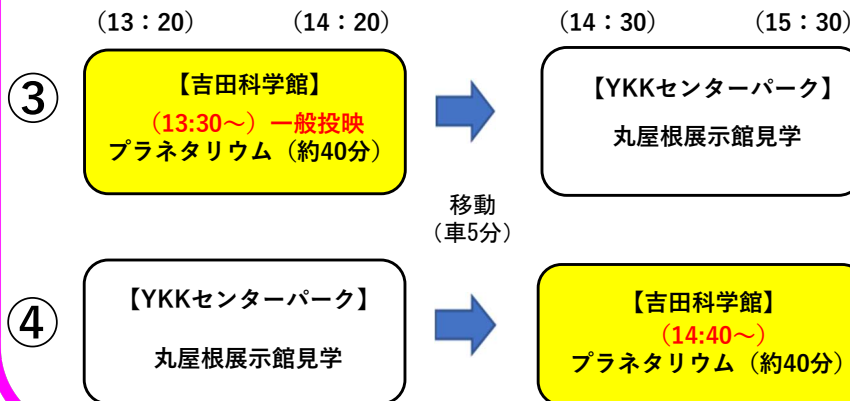 （13：20）　（14：20）　（14：30）　（15：30）
③
【吉田科学館】
（13:30～）一般投映
プラネタリウム（約40分）
【YKKセンターパーク】
丸屋根展示館見学
移動
（車5分）
④
【YKKセンターパーク】
丸屋根展示館見学
【吉田科学館】
（14:40～）
プラネタリウム（約40分）